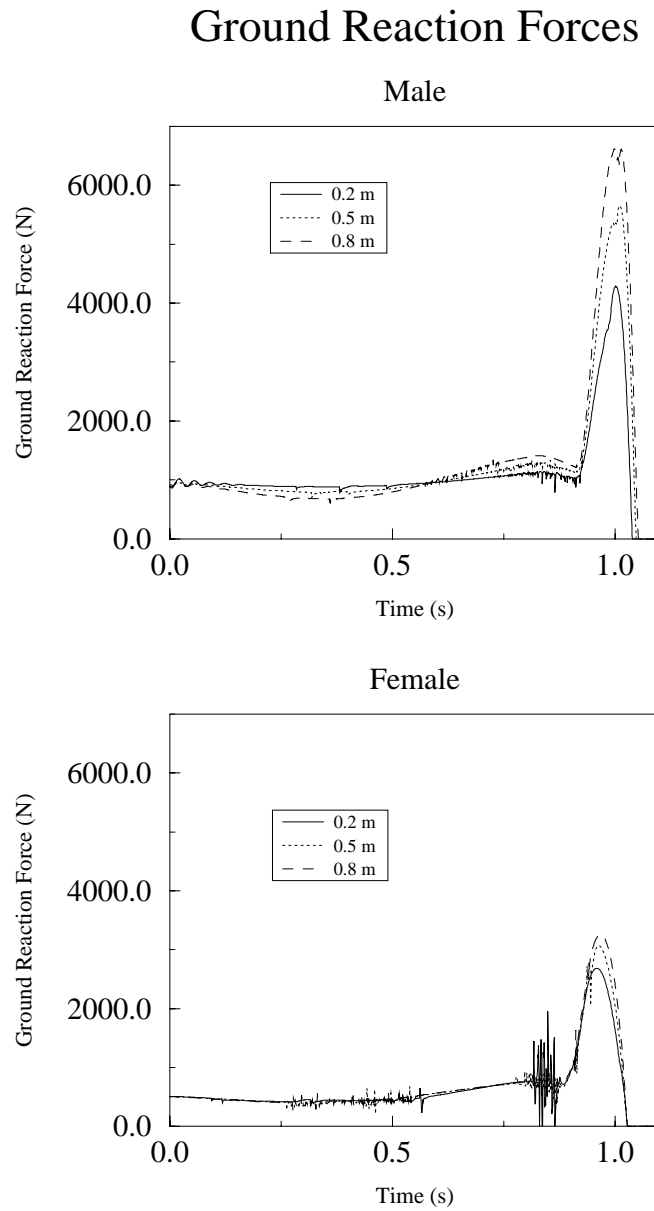 Ground Reaction Forces
Male
Ground Reaction Force (N)
6000.0
4000.0
2000.0
0.0
0.2 m
0.5 m
0.8 m
0.0
0.5
1.0
Time (s)
Female
Ground Reaction Force (N)
6000.0
4000.0
2000.0
0.0
0.2 m
0.5 m
0.8 m
0.0
0.5
1.0
Time (s)